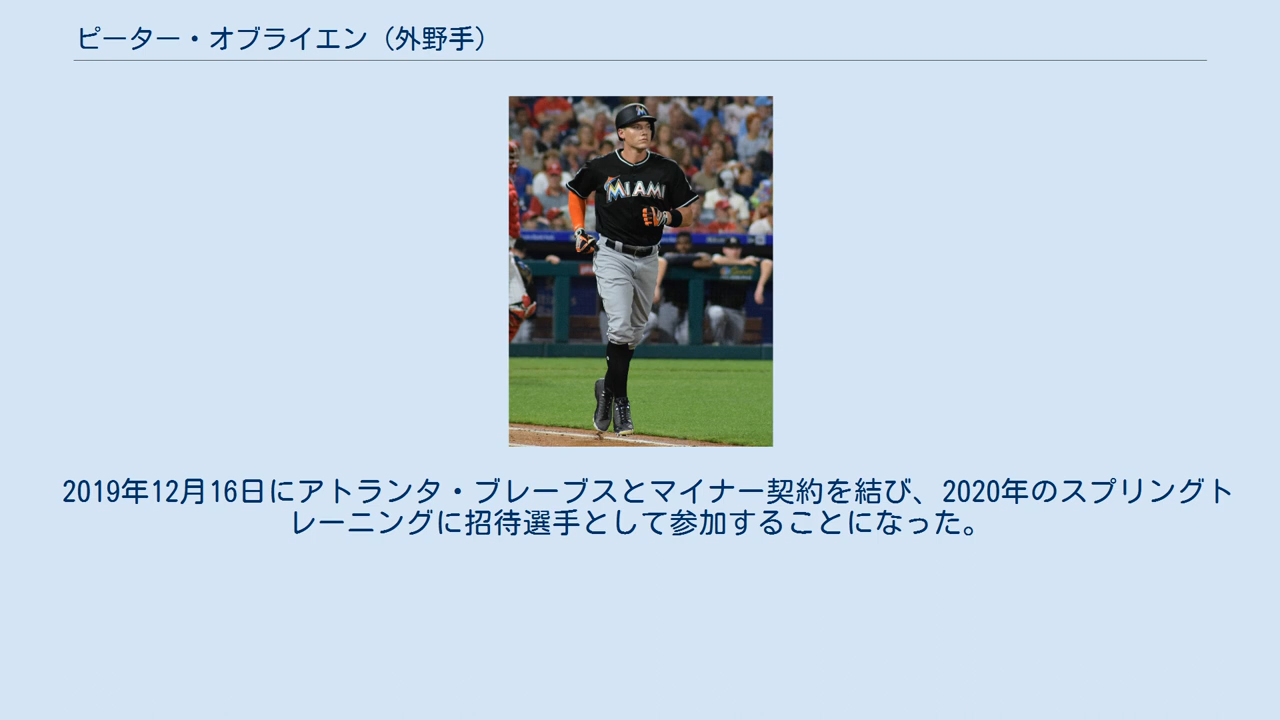 ピーター・オブライエン（外野手）
MIAMI
2019年12月16日にアトランタ・ブレーブスとマイナー契約を結び、2020年のスプリングト
レーニングに招待選手として参加することになった。